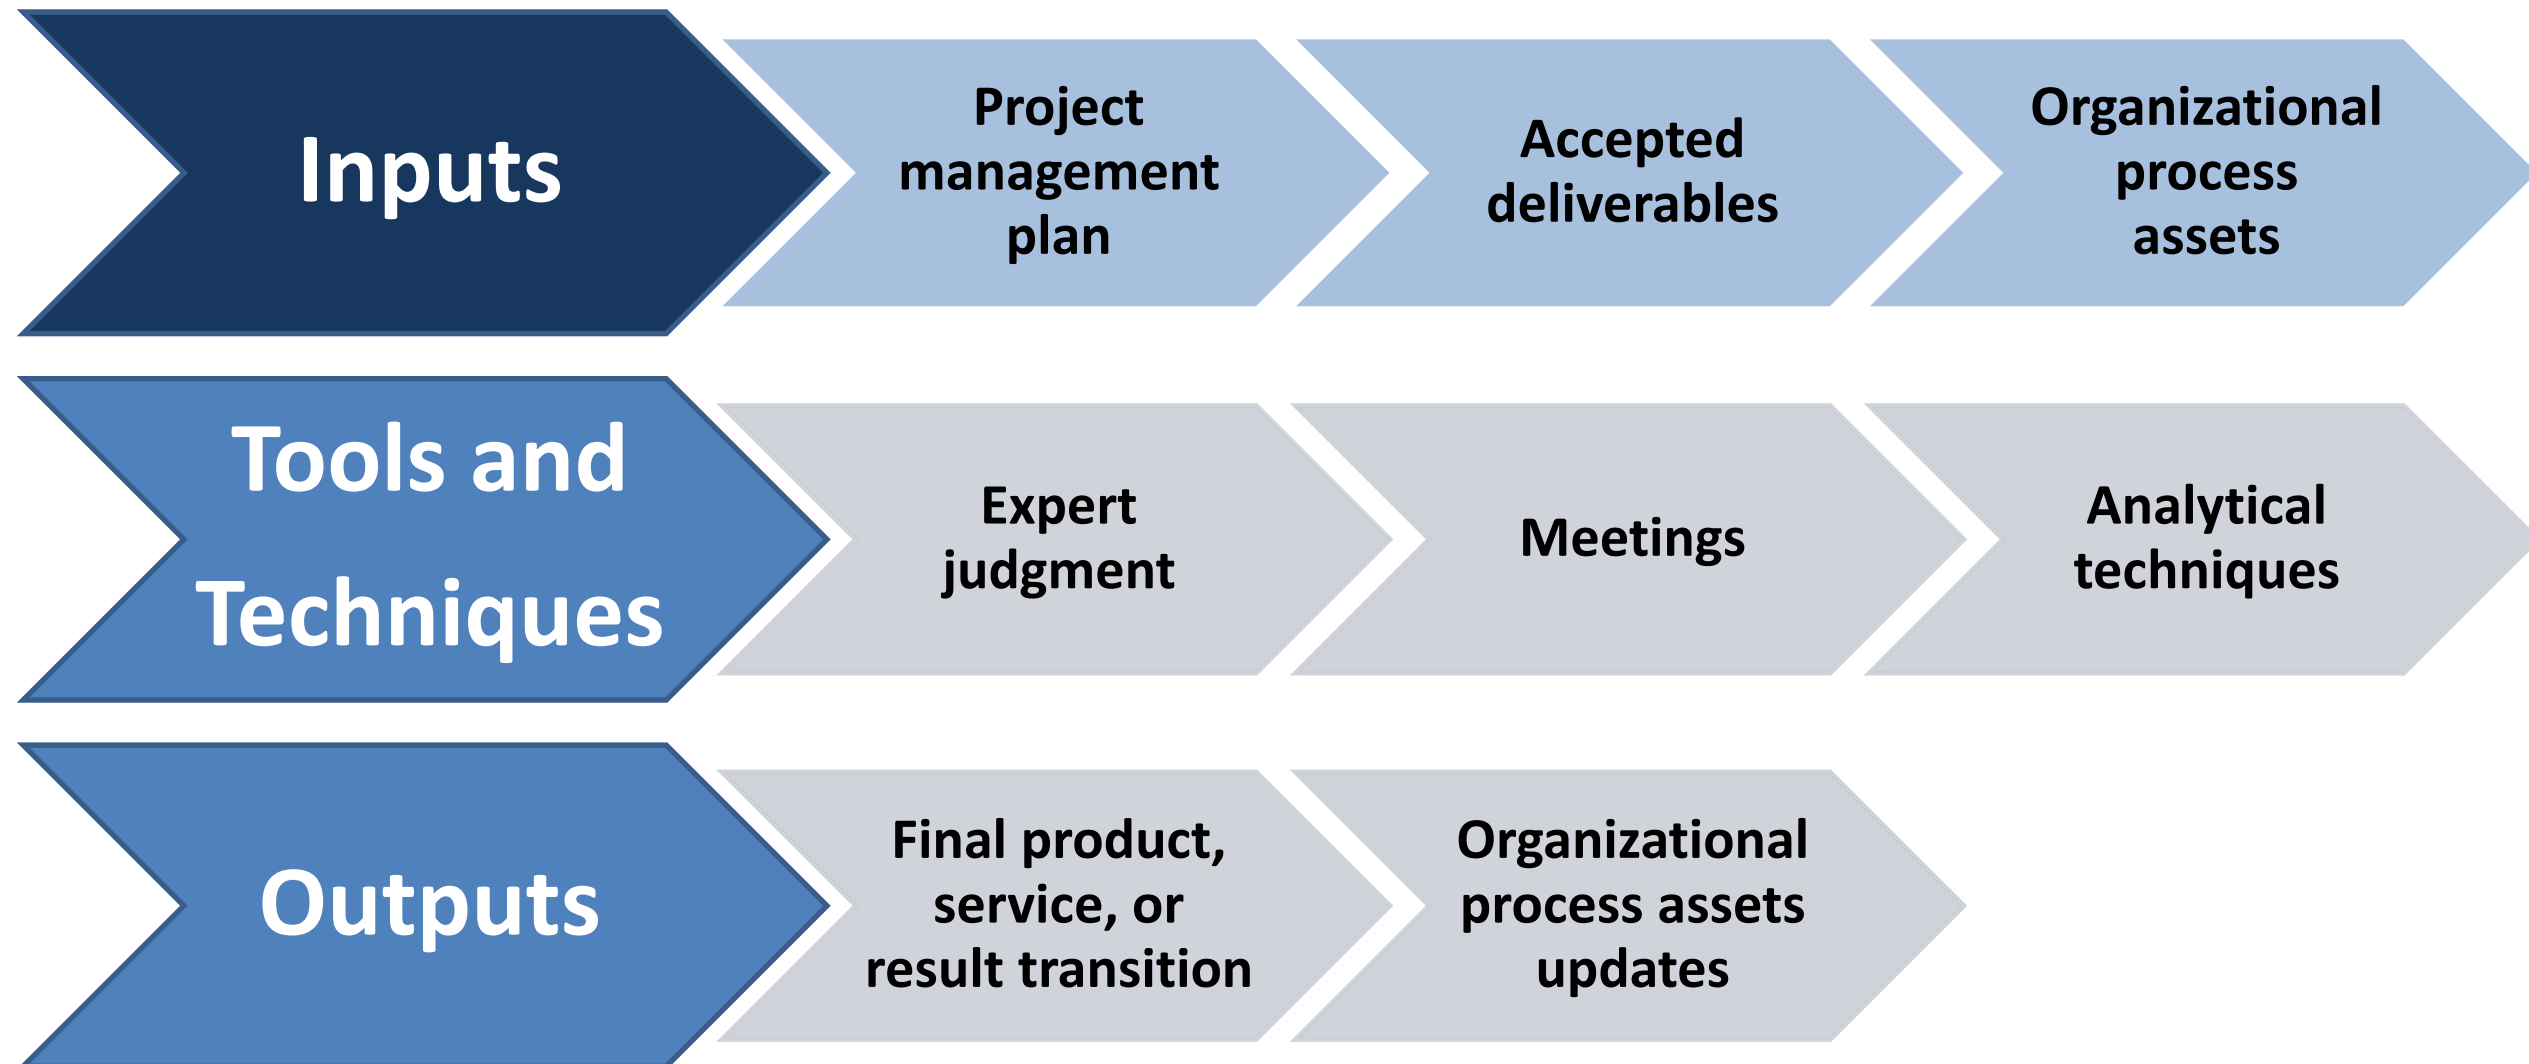 Inputs
Project
management
plan
Accepted
deliverables
Organizational
process
assets
Tools and
Techniques
Expert
judgment
Meetings
Analytical
techniques
Outputs
Final product,
service, or
result transition
Organizational
process assets
updates